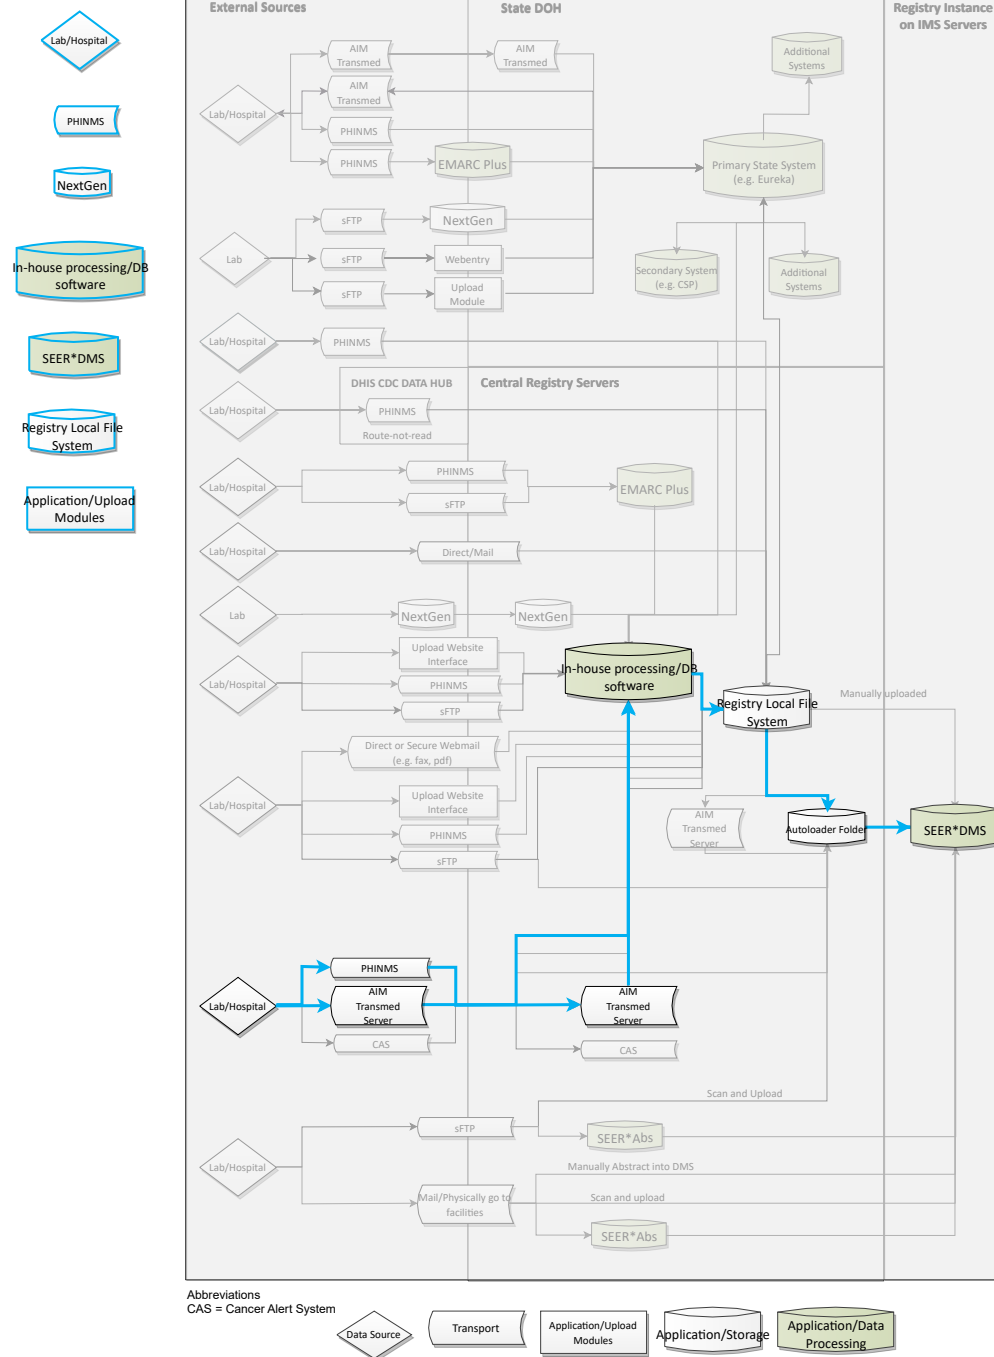 External Sources
State DOH
Registry Instance
on IMS Servers
Lab/Hospital
PHINMS
NextGen
In-house processing/DB
software
SEER*DMS
Registry Local File
System
Application/Upload
Modules
AIM
Transmed
AIM
Transmed
Additional
Systems
Lab/Hospital
AIM
Transmed
PHINMS
PHINMS
EMARC Plus
Primary State System
(e.g. Eureka)
sFTP
NextGen
Lab
sFTP
Webentry
sFTP
Upload
Module
Secondary System
(e.g. CSP)
Additional
Systems
Lab/Hospital
PHINMS
DHIS CDC DATA HUB
Central Registry Servers
Lab/Hospital
PHINMS
Route-not-read
Lab/Hospital
PHINMS
sFTP
EMARC Plus
Lab/Hospital
Direct/Mail
Lab
NextGen
NextGen
Lab/Hospital
Upload Website
Interface
PHINMS
sFTP
In-house processing/DB
software
Registry Local File
System
Manually uploaded
Lab/Hospital
Direct or Secure Webmail
(e.g. fax, pdf)
Upload Website
Interface
PHINMS
sFTP
AIM
Transmed
Server
Autoloader Folder
SEER*DMS
Lab/Hospital
PHINMS
AIM
Transmed
Server
CAS
AIM
Transmed
Server
CAS
Scan and Upload
Lab/Hospital
sFTP
SEER*Abs
Manually Abstract into DMS
Mail/Physically go to
facilities
Scan and upload
SEER*Abs
Abbreviations
CAS = Cancer Alert System
Data Source
Transport
Application/Upload
Modules
Application/Storage
Application/Data
Processing